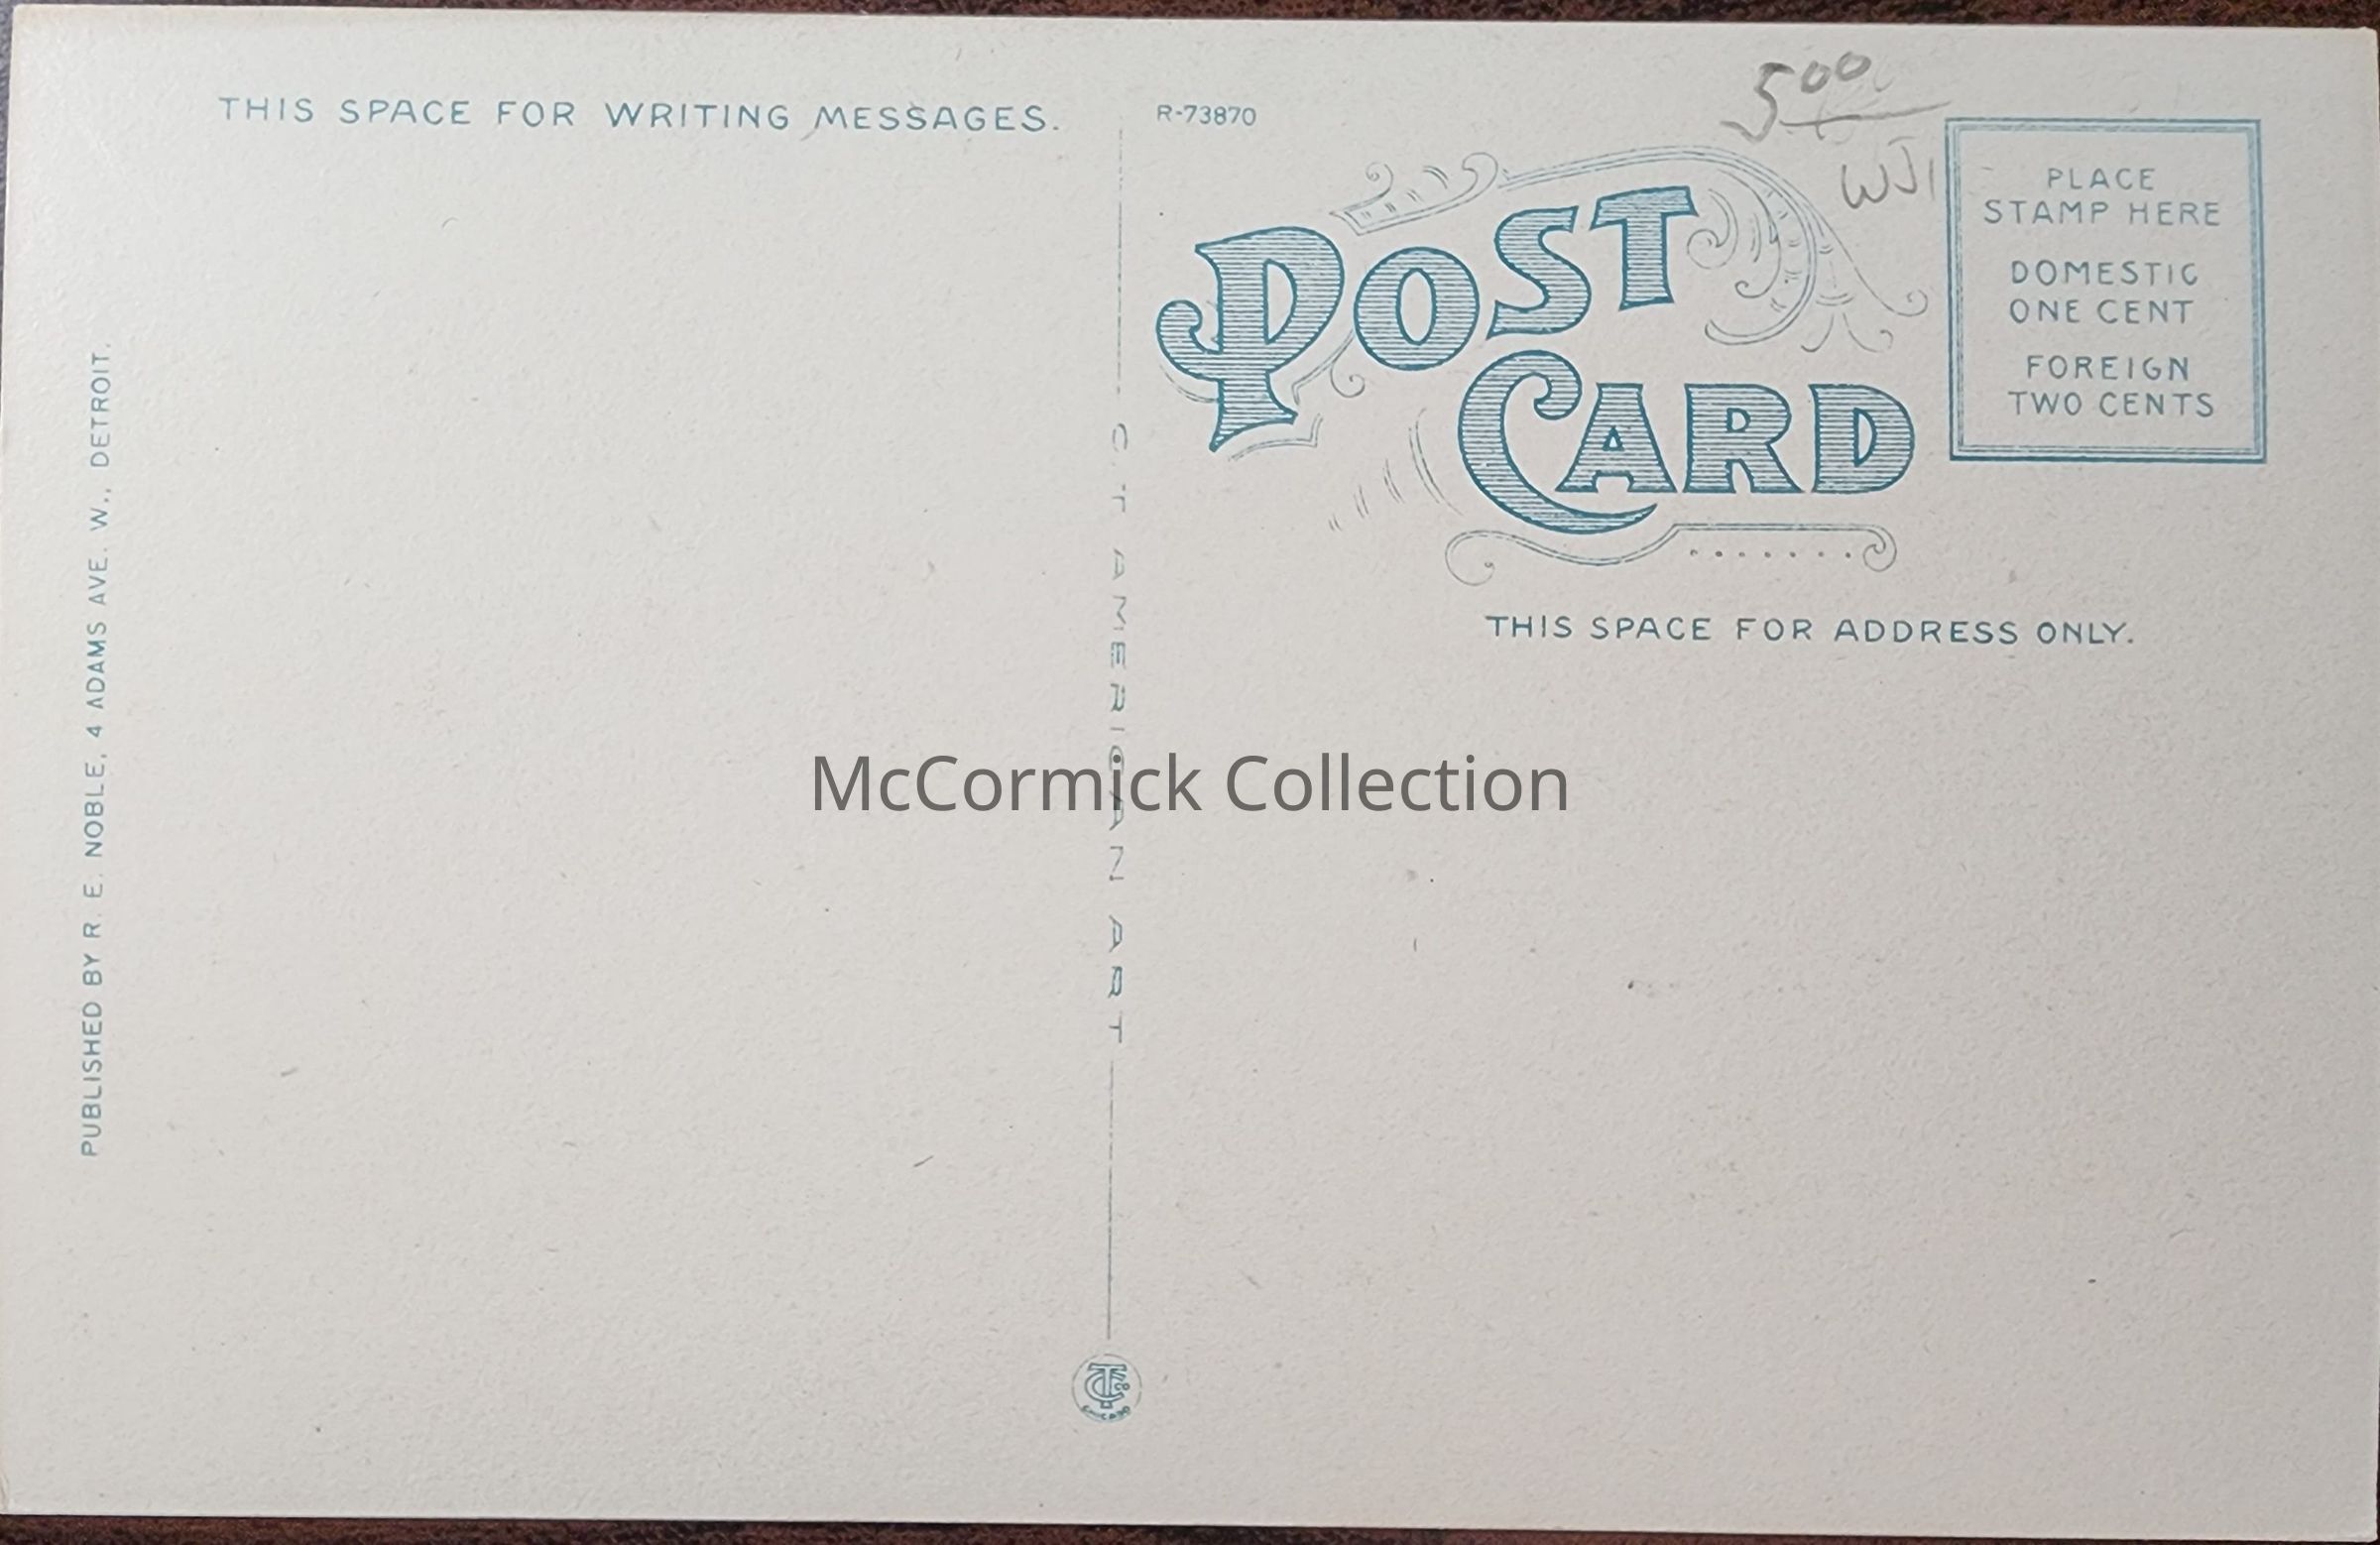 THIS SPACE FOR WRITING MESSAGES.
R-73870
5 00
WJ1
PLACE
STAMP HERE
DOMESTIC
ONE CENT
FOREIGN
TWO CENTS
POST
CARD
THIS SPACE FOR ADDRESS ONLY.
PUBLISHED BY R. E. NOBLE, 4 ADAMS AVE. W., DETROIT.
C. T. AMERICAN ART
McCormick Collection
CHICAGO